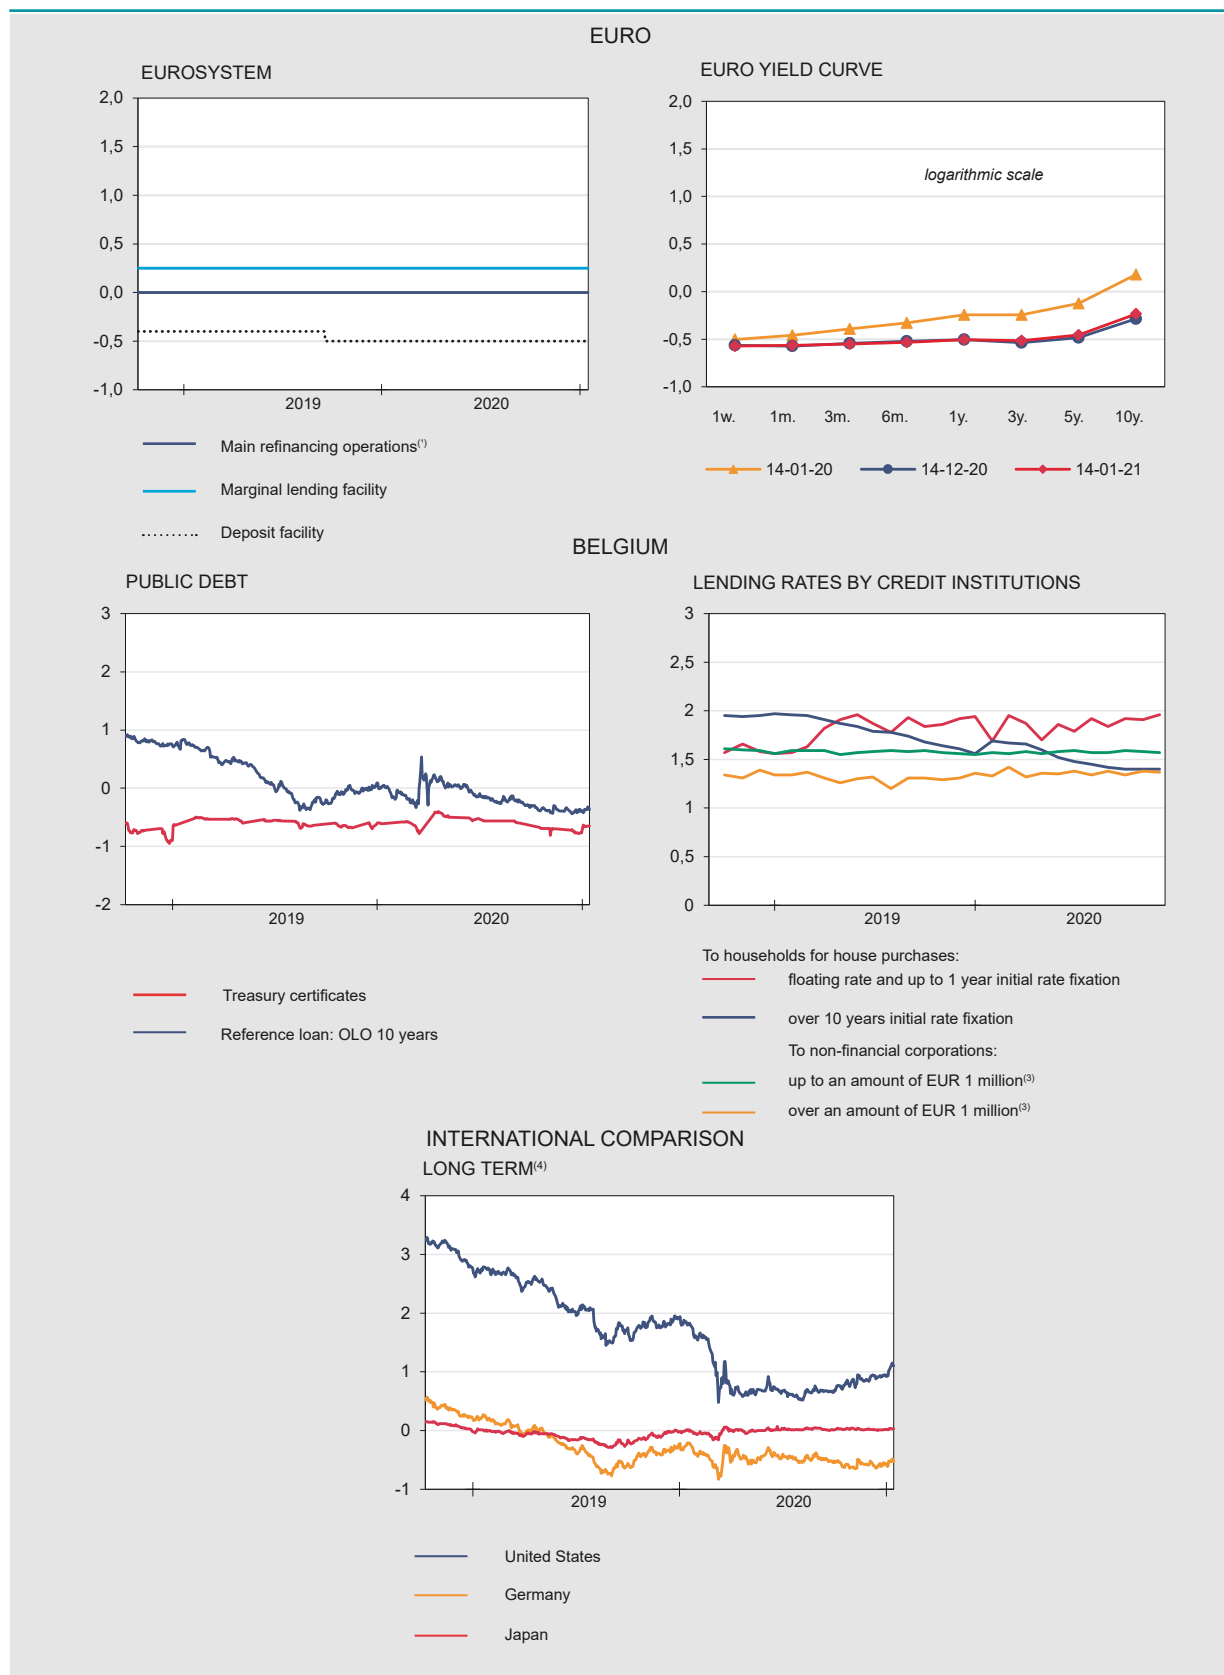 EURO
EUROSYSTEM
2,0
1,5
1,0
0,5
0,0
-0,5
-1,0
2019 2020
Main refinancing operations(¹)
Marginal lending facility
Deposit facility
EURO YIELD CURVE
2,0
1,5
1,0
0,5
0,0
-0,5
-1,0
logarithmic scale
1w. 1m. 3m. 6m. 1y. 3y. 5y. 10y.
14-01-20 14-12-20 14-01-21
BELGIUM
PUBLIC DEBT
3
2
1
0
-1
-2
2019 2020
Treasury certificates
Reference loan: OLO 10 years
LENDING RATES BY CREDIT INSTITUTIONS
3
2,5
2
1,5
1
0,5
0
2019 2020
To households for house purchases:
floating rate and up to 1 year initial rate fixation
over 10 years initial rate fixation
To non-financial corporations:
up to an amount of EUR 1 million(3)
over an amount of EUR 1 million(3)
INTERNATIONAL COMPARISON
LONG TERM(4)
4
3
2
1
0
-1
2019 2020
United States
Germany
Japan